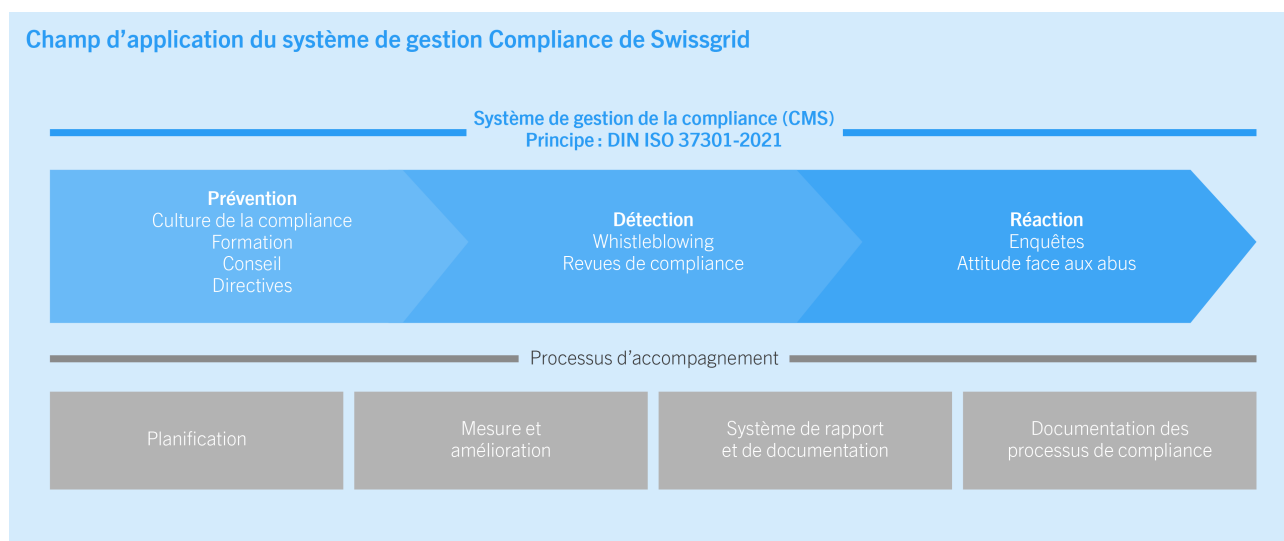 Champ d’application du système de gestion Compliance de Swissgrid
Système de gestion de la compliance (CMS)
Principe : DIN ISO 37301-2021
Prévention
Culture de la compliance
Formation
Conseil
Directives
Détection
Whistleblowing
Revues de compliance
Réaction
Enquêtes
Attitude face aux abus
Processus d’accompagnement
Planification
Mesure et
amélioration
Système de rapport
et de documentation
Documentation des
processus de compliance